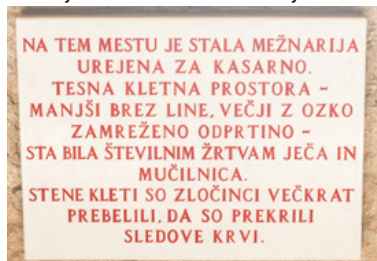 NA TEM MESTU JE STALA MEŽNARIJA
UREJENA ZA KASARNO.
TESNA KLETNA PROSTORA –
MANJŠI BREZ LINE, VEČJI Z OZKO
ZAMREŽENO ODPRTINO –
STA BILA ŠTEVILNIM ŽRTVAM JEČA IN
MUČILNICA.
STENE KLETI SO ZLOČINCI VEČKRAT
PREBELILI, DA SO PREKRILI
SLEDOVE KRVI.